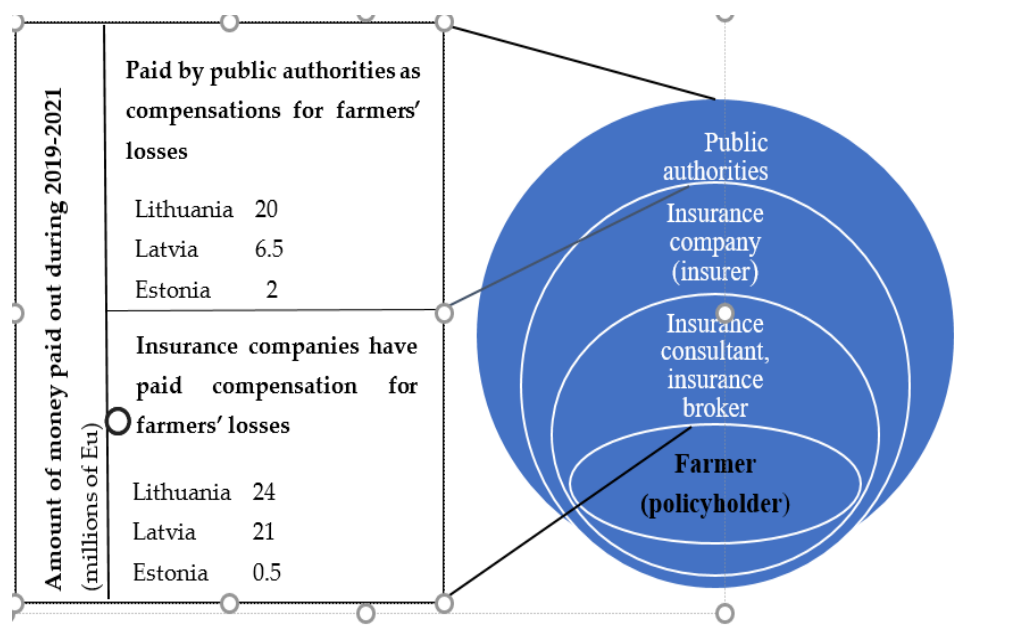 Amount of money paid out during 2019-2021
(millions of Eu)
Paid by public authorities as
compensations for farmers’
losses
Lithuania 20
Latvia 6.5
Estonia 2
Insurance companies have
paid compensation for
farmers’ losses
Lithuania 24
Latvia 21
Estonia 0.5
Public
authorities
Insurance
company
(insurer)
Insurance
consultant,
insurance
broker
Farmer
(policyholder)